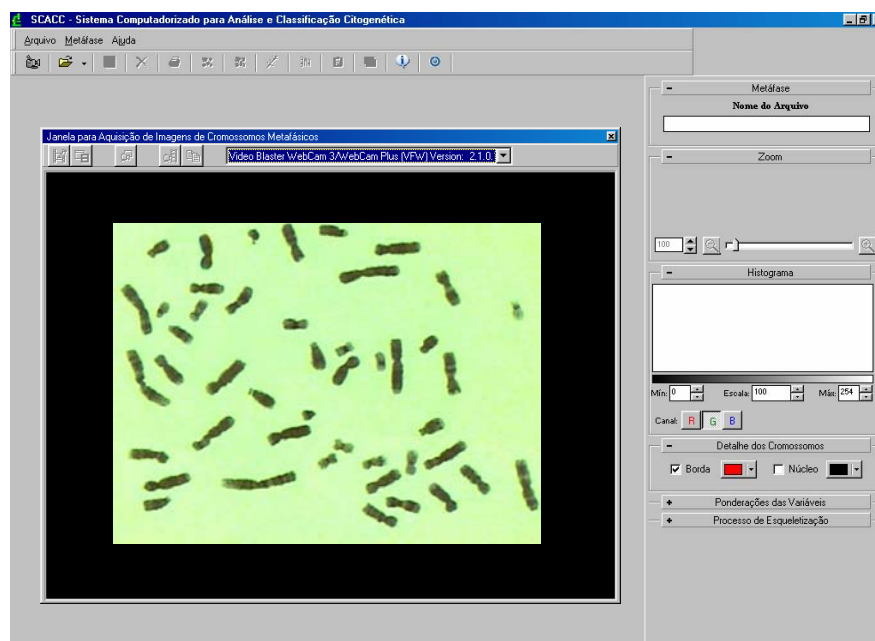 SCACC - Sistema Computadorizado para Análise e Classificação Citogenética
Arquivo Metáfase Ajuda
Metáfase
Nome do Arquivo
Janela para Aquisição de Imagens de Cromossomos Metafásicos
Video Blaster WebCam 3/WebCam Plus (VFW) Version: 2.1.0.
Zoom
100
Histograma
Mín: 0 Escala: 100 Máx: 254
Canal: R G B
Detalhe dos Cromossomos
Borda Núcleo
Ponderações das Variáveis
Processo de Esqueletização